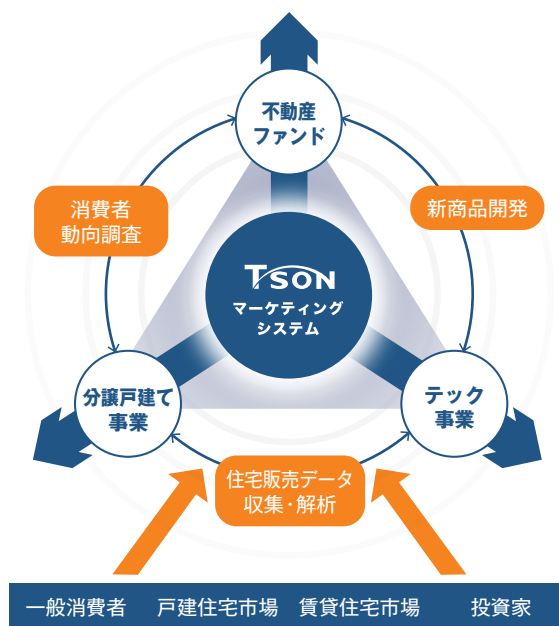 不動産
ファンド
消費者
動向調査
新商品開発
TSON
マーケティング
システム
分譲戸建て
事業
テック
事業
住宅販売データ
収集・解析
一般消費者 戸建住宅市場 賃貸住宅市場 投資家